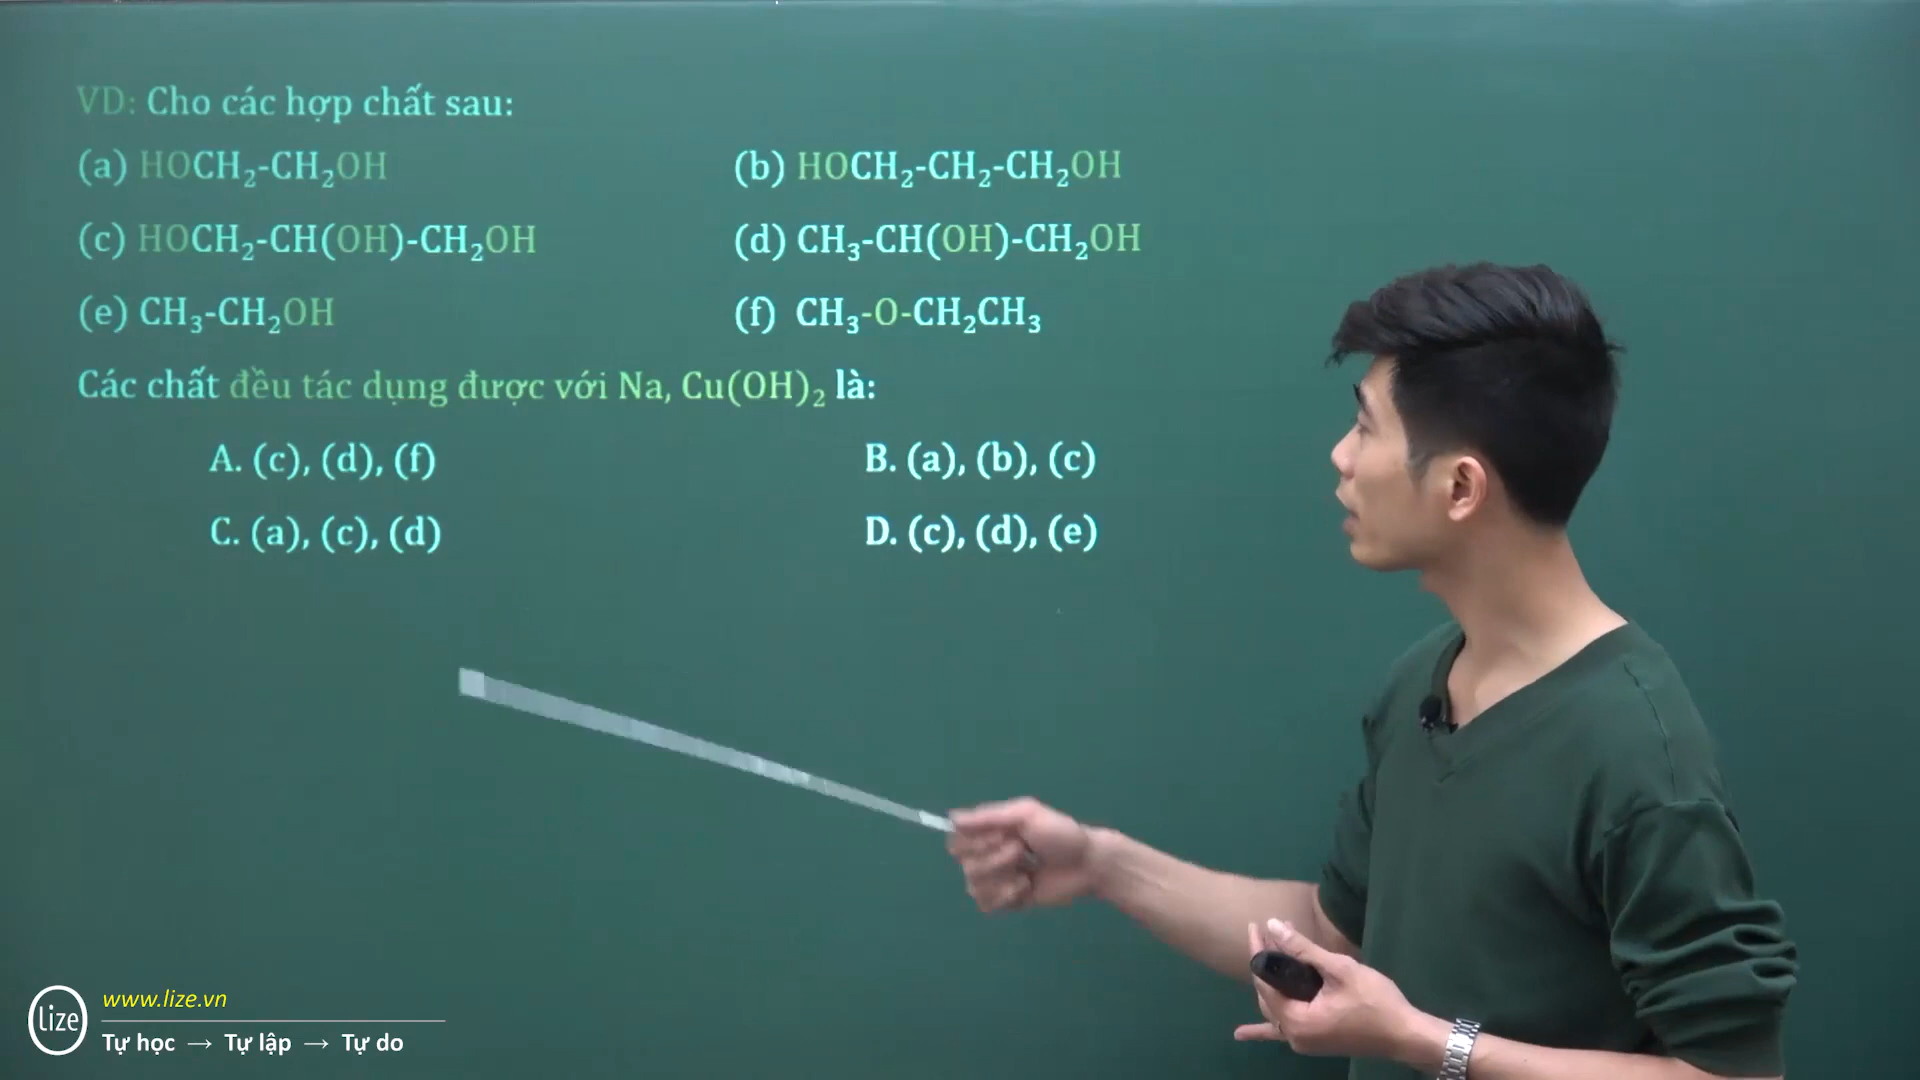 VD: Cho các hợp chất sau:
(a) HOCH₂-CH₂OH
(b) HOCH₂-CH₂-CH₂OH
(c) HOCH₂-CH(OH)-CH₂OH
(d) CH₃-CH(OH)-CH₂OH
(e) CH₃-CH₂OH
(f) CH₃-O-CH₂CH₃
Các chất đều tác dụng được với Na, Cu(OH)₂ là:
A. (c), (d), (f)
B. (a), (b), (c)
C. (a), (c), (d)
D. (c), (d), (e)
lize
www.lize.vn
Tự học → Tự lập → Tự do